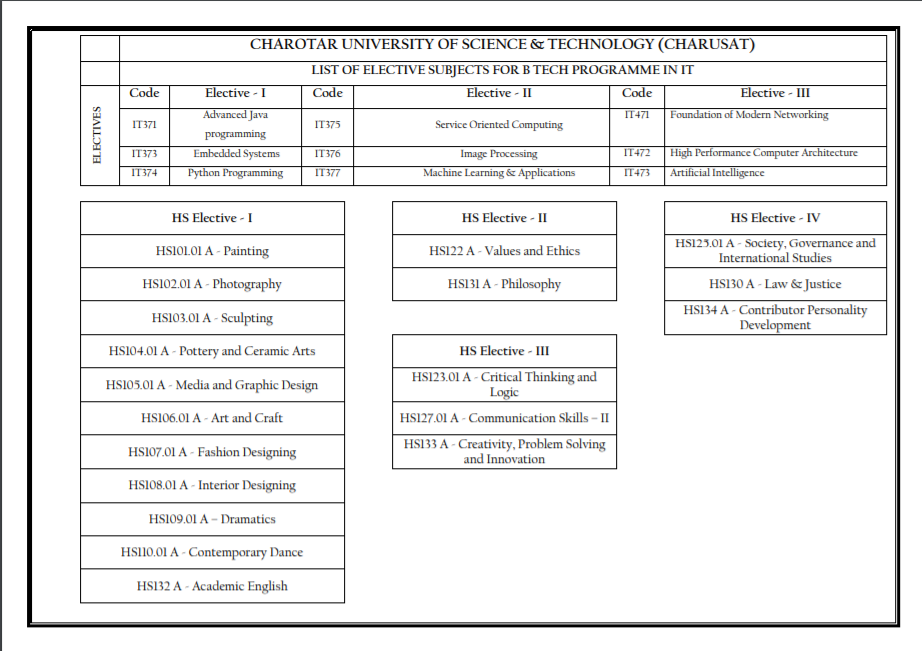 CHAROTAR UNIVERSITY OF SCIENCE & TECHNOLOGY (CHARUSAT)
LIST OF ELECTIVE SUBJECTS FOR B TECH PROGRAMME IN IT
ELECTIVES
Code Elective - I Code Elective - II Code Elective - III
IT371 Advanced Java programming IT375 Service Oriented Computing IT471 Foundation of Modern Networking
IT373 Embedded Systems IT376 Image Processing IT472 High Performance Computer Architecture
IT374 Python Programming IT377 Machine Learning & Applications IT473 Artificial Intelligence
HS Elective - I
HS101.01 A - Painting
HS102.01 A - Photography
HS103.01 A - Sculpting
HS104.01 A - Pottery and Ceramic Arts
HS105.01 A - Media and Graphic Design
HS106.01 A - Art and Craft
HS107.01 A - Fashion Designing
HS108.01 A - Interior Designing
HS109.01 A – Dramatics
HS110.01 A - Contemporary Dance
HS132 A - Academic English
HS Elective - II
HS122 A - Values and Ethics
HS131 A - Philosophy
HS Elective - III
HS123.01 A - Critical Thinking and
Logic
HS127.01 A - Communication Skills – II
HS133 A - Creativity, Problem Solving
and Innovation
HS Elective - IV
HS125.01 A - Society, Governance and
International Studies
HS130 A - Law & Justice
HS134 A - Contributor Personality
Development